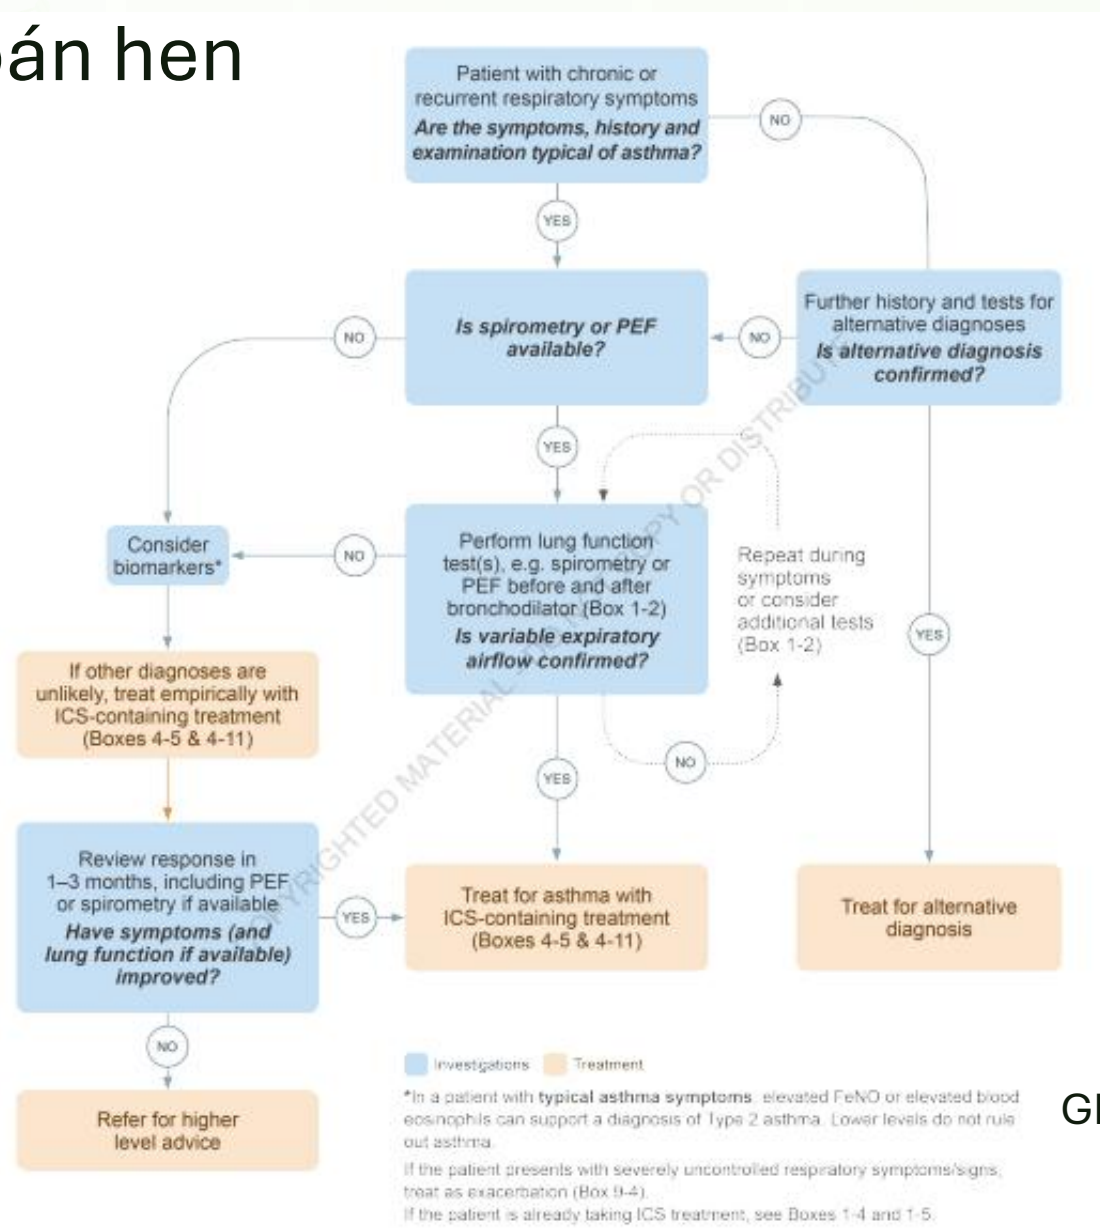 oán hen
Patient with chronic or
recurrent respiratory symptoms
Are the symptoms, history and
examination typical of asthma?
NO
YES
Is spirometry or PEF
available?
Further history and tests for
alternative diagnoses
Is alternative diagnosis
confirmed?
NO
NO
YES
Consider
biomarkers*
NO
Perform lung function
test(s), e.g. spirometry or
PEF before and after
bronchodilator (Box 1-2)
Is variable expiratory
airflow confirmed?
Repeat during
symptoms
or consider
additional tests
(Box 1-2)
YES
If other diagnoses are
unlikely, treat empirically with
ICS-containing treatment
(Boxes 4-5 & 4-11)
NO
YES
Review response in
1–3 months, including PEF
or spirometry if available
Have symptoms (and
lung function if available)
improved?
YES
Treat for asthma with
ICS-containing treatment
(Boxes 4-5 & 4-11)
Treat for alternative
diagnosis
NO
Refer for higher
level advice
Investigations
Treatment
*In a patient with typical asthma symptoms, elevated FeNO or elevated blood
eosinophils can support a diagnosis of Type 2 asthma. Lower levels do not rule
out asthma.
If the patient presents with severely uncontrolled respiratory symptoms/signs,
treat as exacerbation (Box 9-4).
If the patient is already taking ICS treatment, see Boxes 1-4 and 1-5.
COPYRIGHTED MATERIAL COPY OR DISTRIBUTE